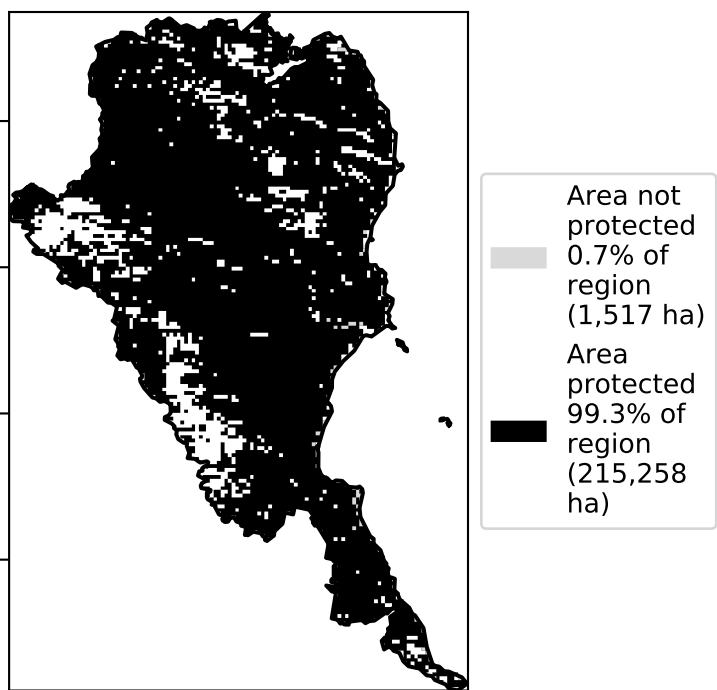 Area not
protected
0.7% of
region
(1,517 ha)
Area
protected
99.3% of
region
(215,258
ha)